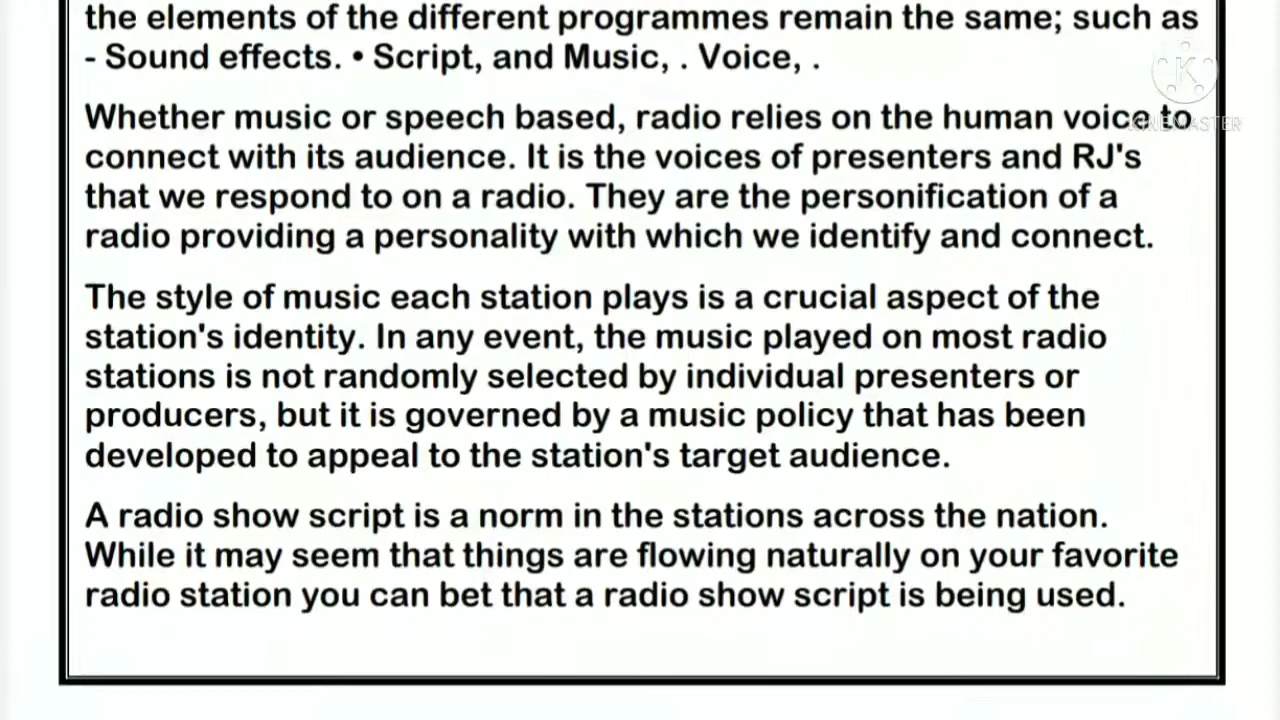 the elements of the different programmes remain the same; such as
- Sound effects. • Script, and Music, . Voice, .
Whether music or speech based, radio relies on the human voice to
connect with its audience. It is the voices of presenters and RJ's
that we respond to on a radio. They are the personification of a
radio providing a personality with which we identify and connect.
The style of music each station plays is a crucial aspect of the
station's identity. In any event, the music played on most radio
stations is not randomly selected by individual presenters or
producers, but it is governed by a music policy that has been
developed to appeal to the station's target audience.
A radio show script is a norm in the stations across the nation.
While it may seem that things are flowing naturally on your favorite
radio station you can bet that a radio show script is being used.
K
KINEMASTER